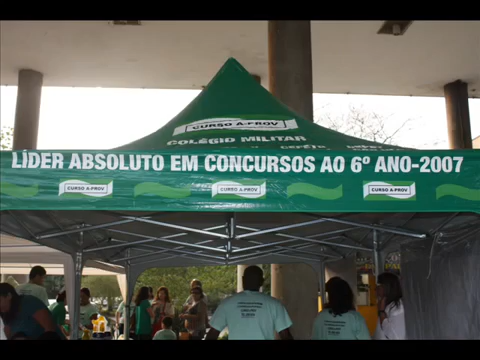 CURSO A-PROV
COLÉGIO MILITAR
LÍDER ABSOLUTO EM CONCURSOS AO 6º ANO-2007
CURSO A-PROV
CURSO A-PROV
CURSO A-PROV